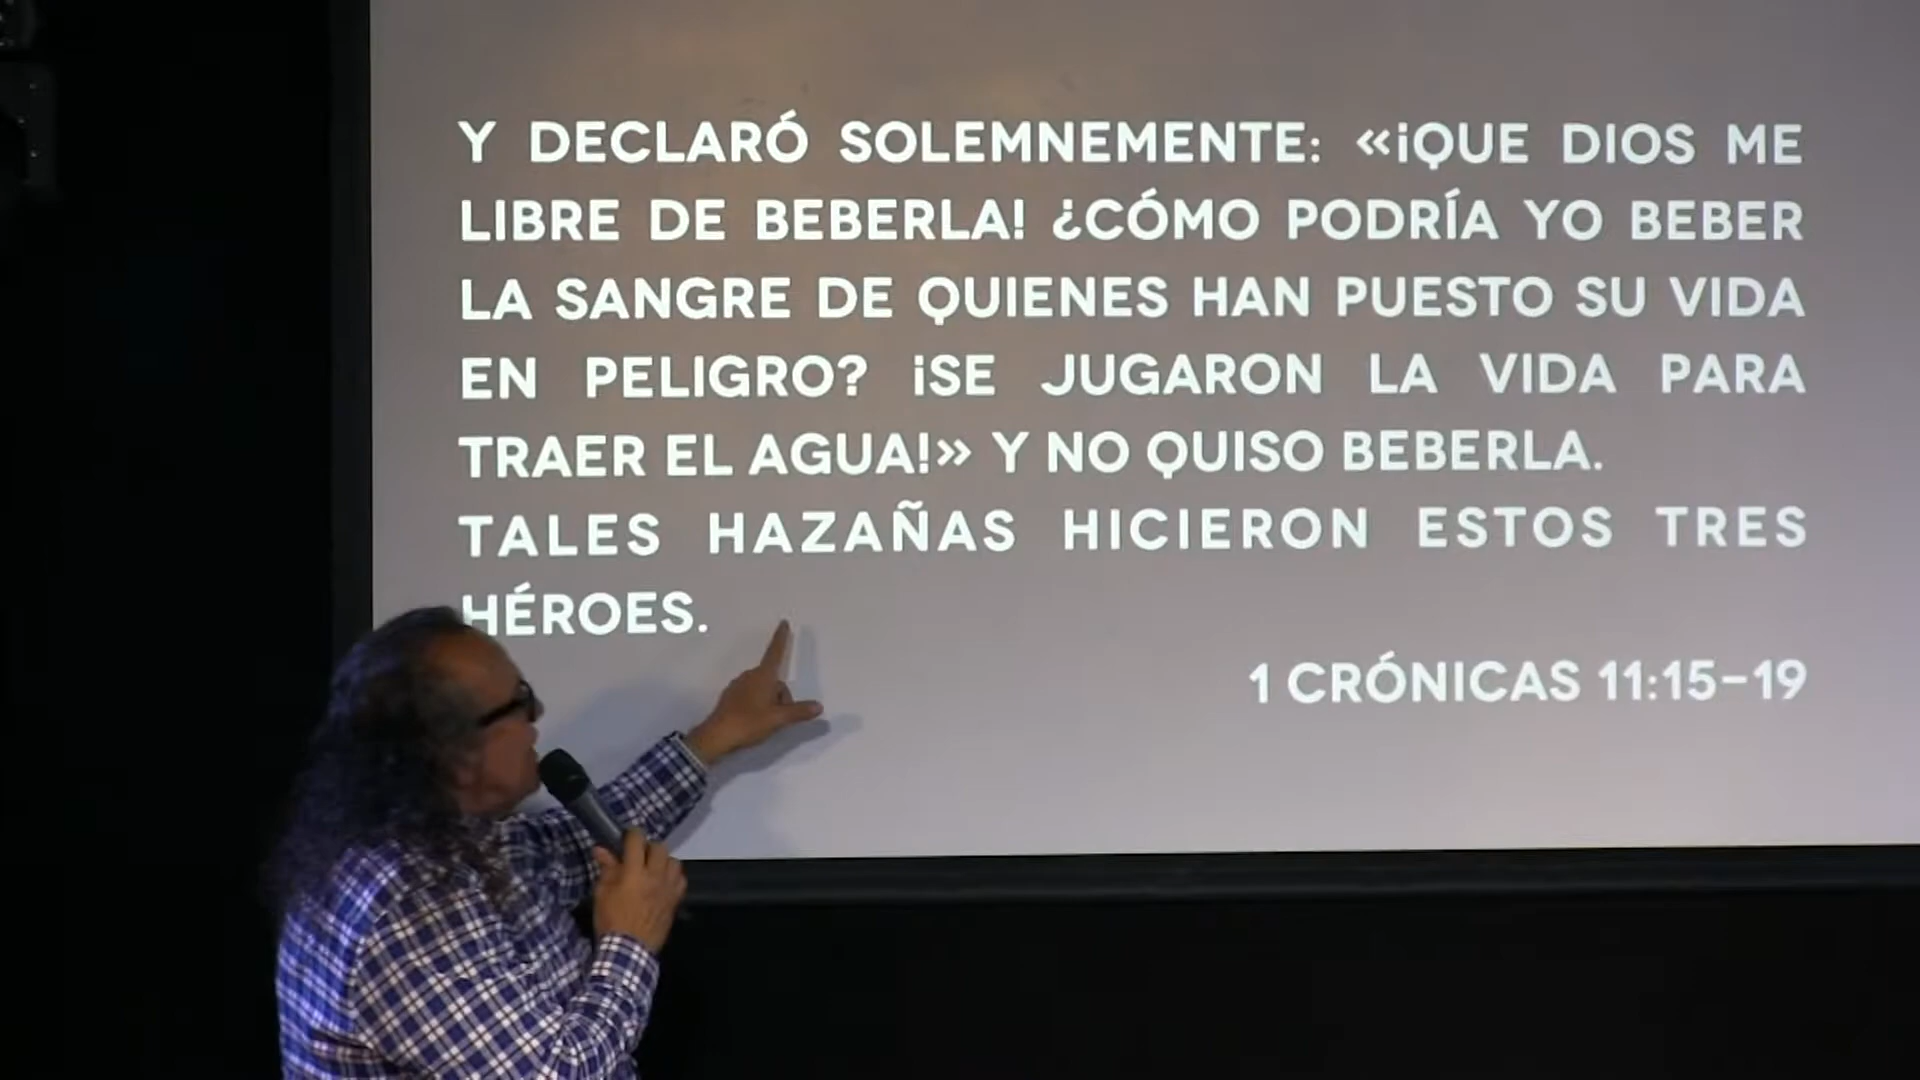 Y DECLARÓ SOLEMNEMENTE: «¡QUE DIOS ME
LIBRE DE BEBERLA! ¿CÓMO PODRÍA YO BEBER
LA SANGRE DE QUIENES HAN PUESTO SU VIDA
EN PELIGRO? ¡SE JUGARON LA VIDA PARA
TRAER EL AGUA!» Y NO QUISO BEBERLA.
TALES HAZAÑAS HICIERON ESTOS TRES
HÉROES.
1 CRÓNICAS 11:15-19